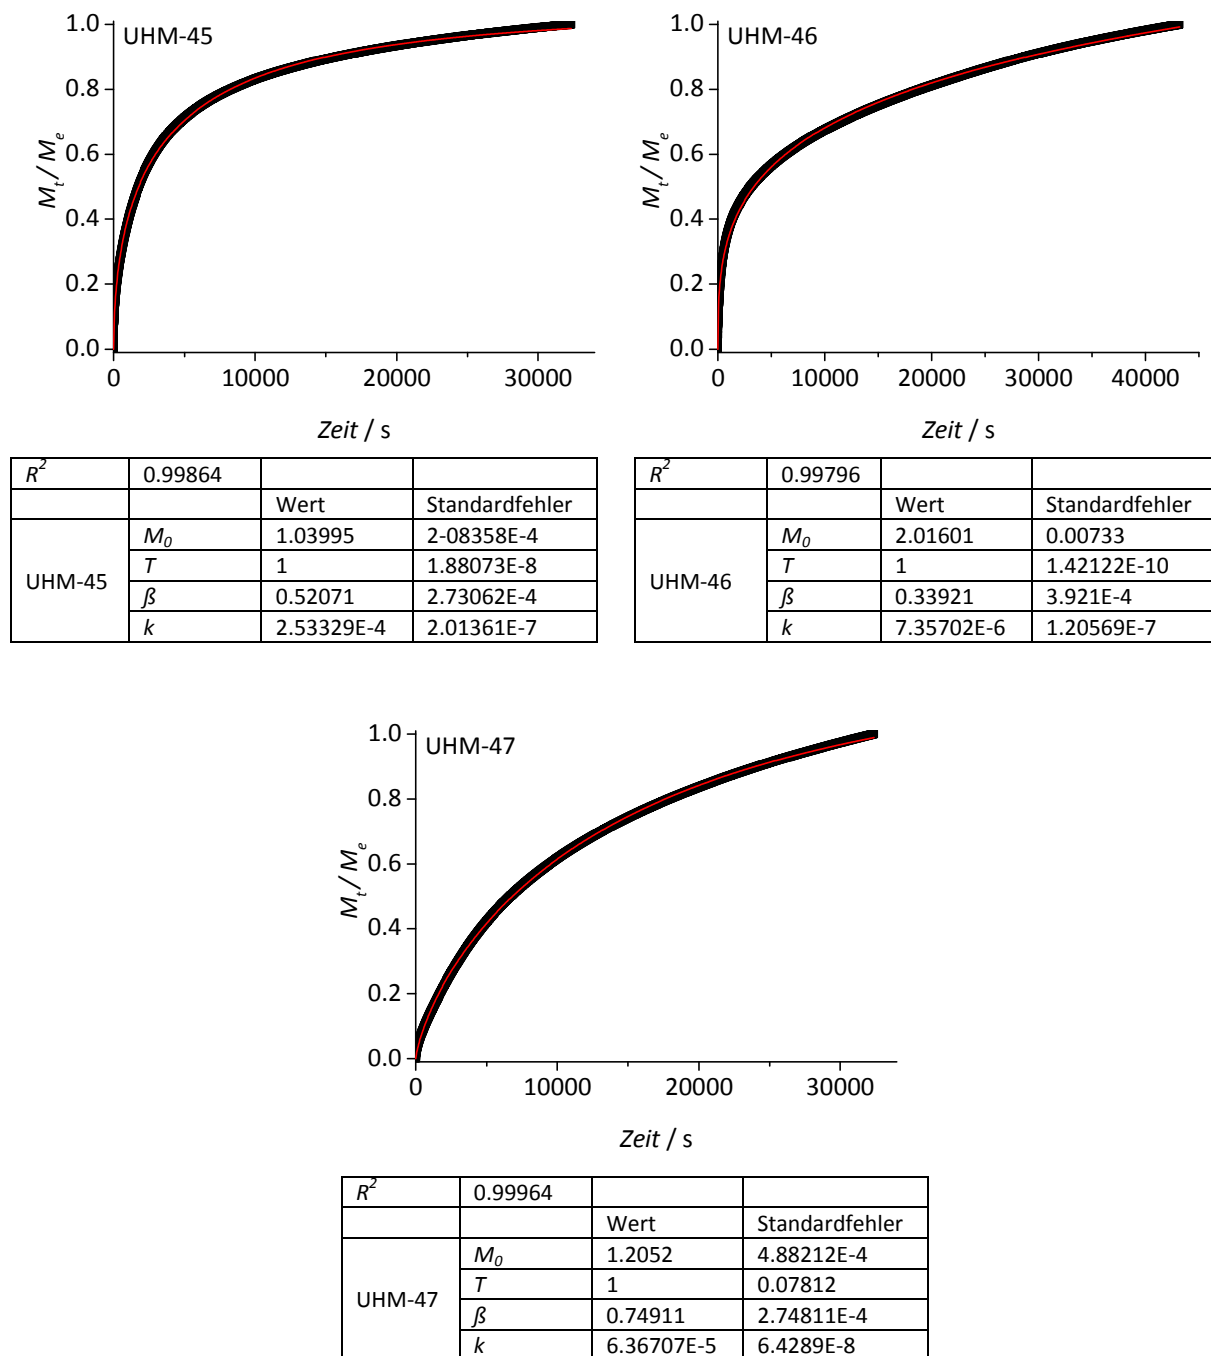 UHM-45
1.0
0.8
0.6
0.4
0.2
0.0
M_t / M_e
0 10000 20000 30000
Zeit / s
R² 0.99864
Wert Standardfehler
UHM-45
M₀ 1.03995 2-08358E-4
T 1 1.88073E-8
ß 0.52071 2.73062E-4
k 2.53329E-4 2.01361E-7
UHM-46
1.0
0.8
0.6
0.4
0.2
0.0
M_t / M_e
0 10000 20000 30000 40000
Zeit / s
R² 0.99796
Wert Standardfehler
UHM-46
M₀ 2.01601 0.00733
T 1 1.42122E-10
ß 0.33921 3.921E-4
k 7.35702E-6 1.20569E-7
UHM-47
1.0
0.8
0.6
0.4
0.2
0.0
M_t / M_e
0 10000 20000 30000
Zeit / s
R² 0.99964
Wert Standardfehler
UHM-47
M₀ 1.2052 4.88212E-4
T 1 0.07812
ß 0.74911 2.74811E-4
k 6.36707E-5 6.4289E-8